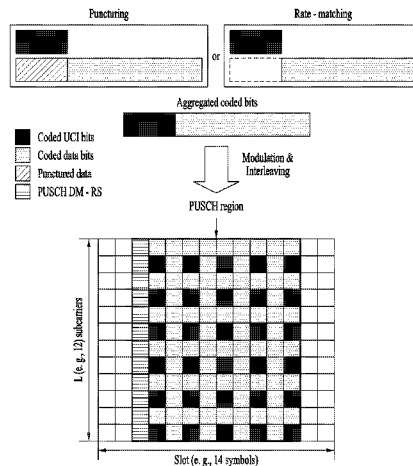 Puncturing
Rate - matching
or
Aggregated coded bits
Coded UCI bits
Coded data bits
Punctured data
PUSCH DM - RS
Modulation &
Interleaving
PUSCH region
L (e. g., 12) subcarriers
Slot (e. g., 14 symbols)